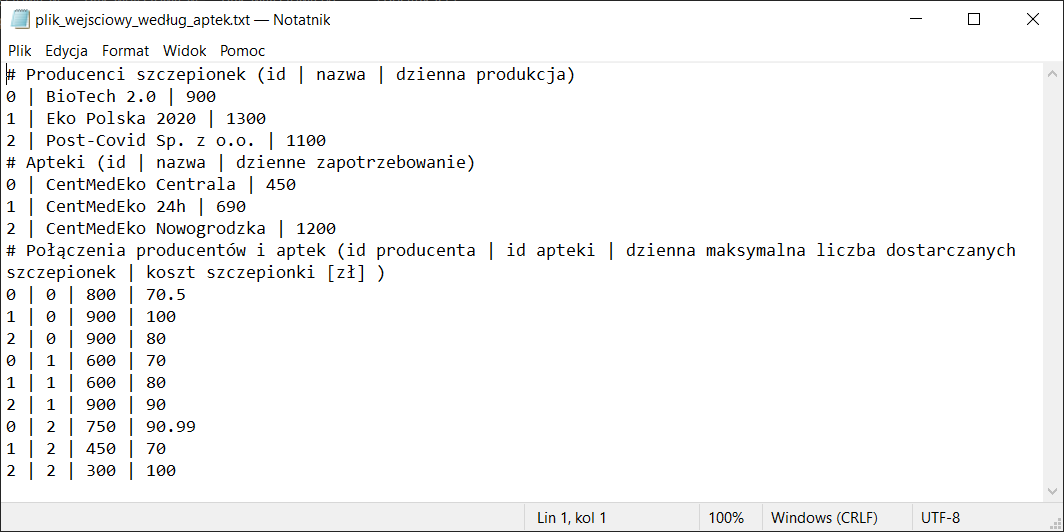 plik_wejsciowy_według_aptek.txt — Notatnik
Plik Edycja Format Widok Pomoc
# Producenci szczepionek (id | nazwa | dzienna produkcja)
0 | BioTech 2.0 | 900
1 | Eko Polska 2020 | 1300
2 | Post-Covid Sp. z o.o. | 1100
# Apteki (id | nazwa | dzienne zapotrzebowanie)
0 | CentMedEko Centrala | 450
1 | CentMedEko 24h | 690
2 | CentMedEko Nowogrodzka | 1200
# Połączenia producentów i aptek (id producenta | id apteki | dzienna maksymalna liczba dostarczanych
szczepionek | koszt szczepionki [zł] )
0 | 0 | 800 | 70.5
1 | 0 | 900 | 100
2 | 0 | 900 | 80
0 | 1 | 600 | 70
1 | 1 | 600 | 80
2 | 1 | 900 | 90
0 | 2 | 750 | 90.99
1 | 2 | 450 | 70
2 | 2 | 300 | 100
Lin 1, kol 1 100% Windows (CRLF) UTF-8